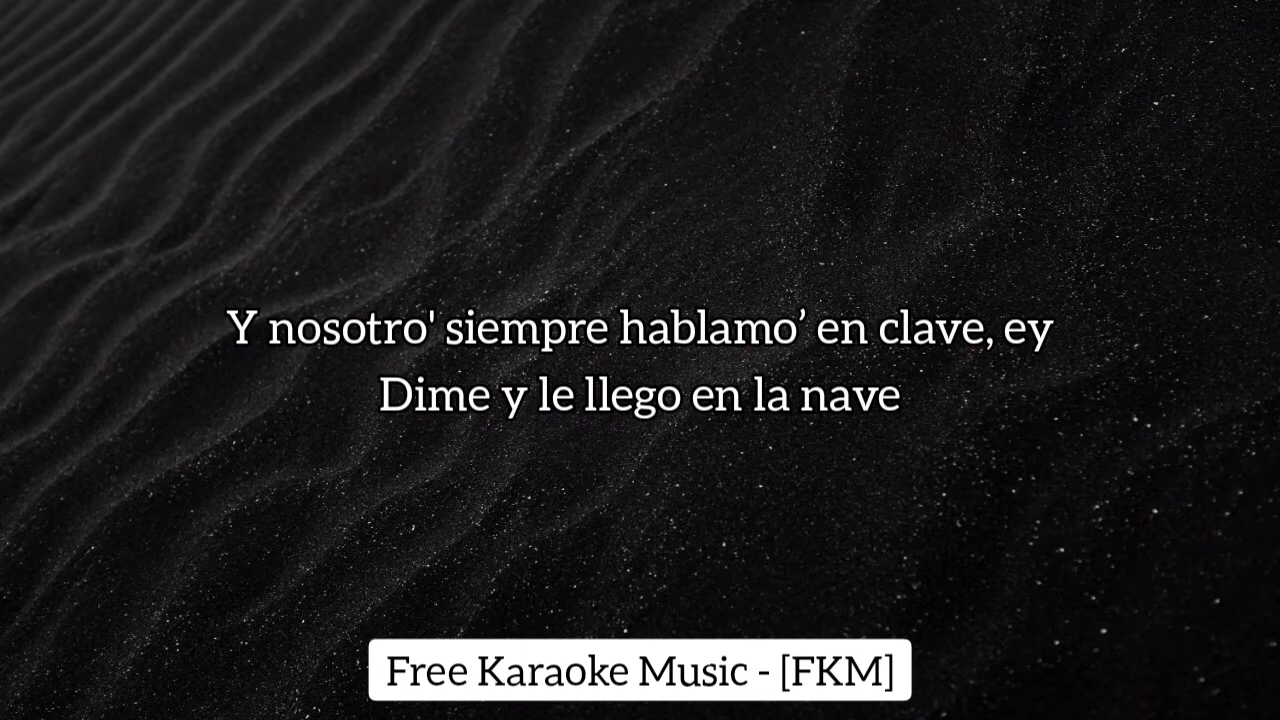 Y nosotro' siempre hablamo’ en clave, ey
Dime y le llego en la nave
Free Karaoke Music - [FKM]